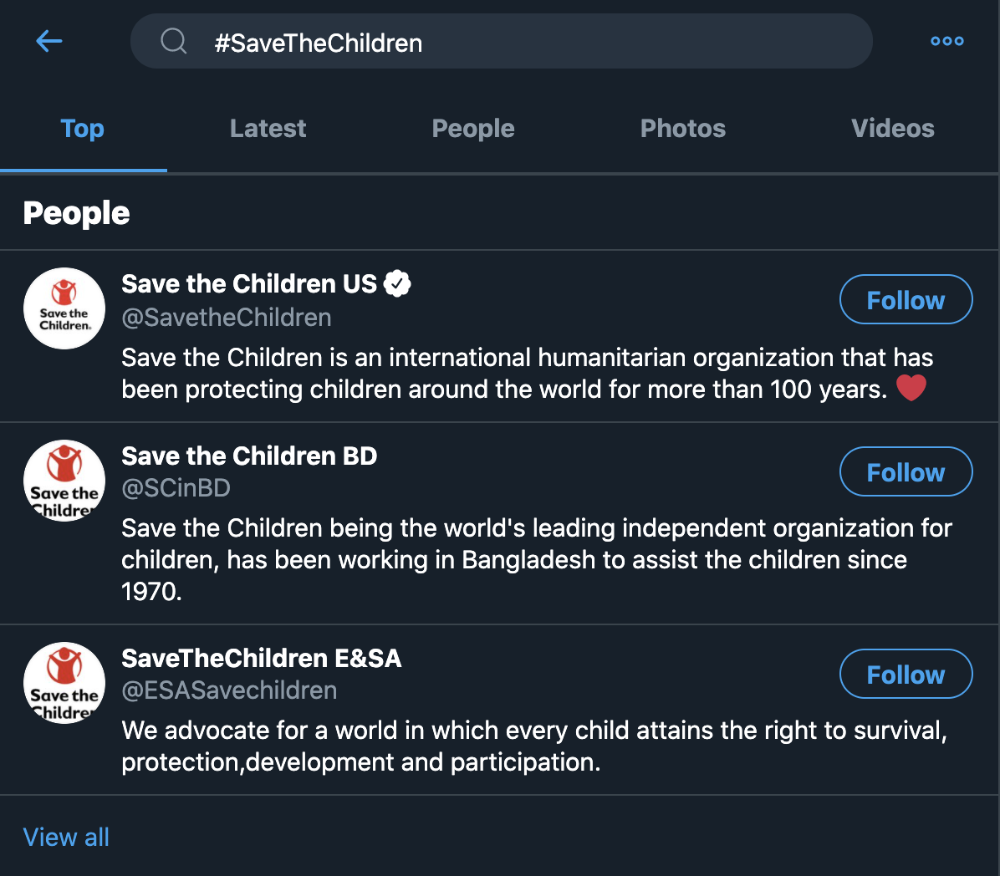 #SaveTheChildren
Top Latest People Photos Videos
People
Save the
Children.
Save the Children US
@SavetheChildren
Follow
Save the Children is an international humanitarian organization that has
been protecting children around the world for more than 100 years.
Save the
Children
Save the Children BD
@SCinBD
Follow
Save the Children being the world's leading independent organization for
children, has been working in Bangladesh to assist the children since
1970.
Save the
Children
SaveTheChildren E&SA
@ESASavechildren
Follow
We advocate for a world in which every child attains the right to survival,
protection,development and participation.
View all